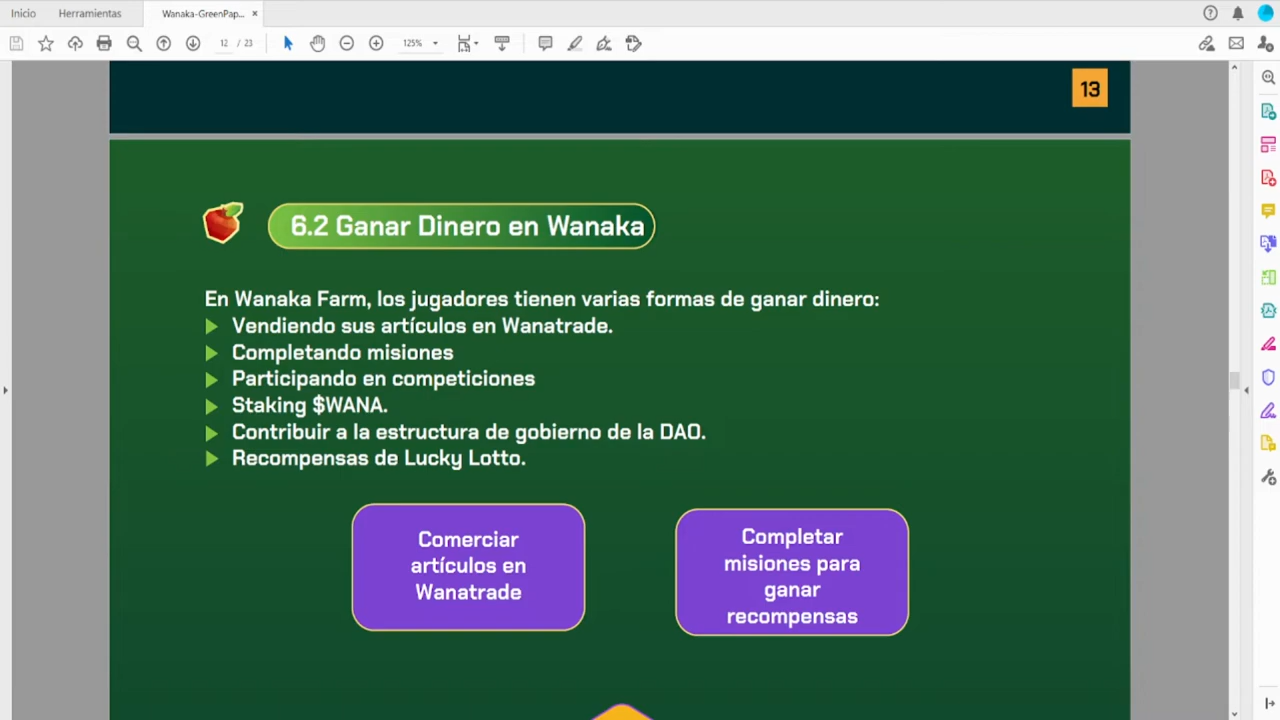 Inicio Herramientas Wanaka-GreenPap... ×
12 / 23 125%
13
6.2 Ganar Dinero en Wanaka
En Wanaka Farm, los jugadores tienen varias formas de ganar dinero:
Vendiendo sus artículos en Wanatrade.
Completando misiones
Participando en competiciones
Staking $WANA.
Contribuir a la estructura de gobierno de la DAO.
Recompensas de Lucky Lotto.
Comerciar
artículos en
Wanatrade
Completar
misiones para
ganar
recompensas